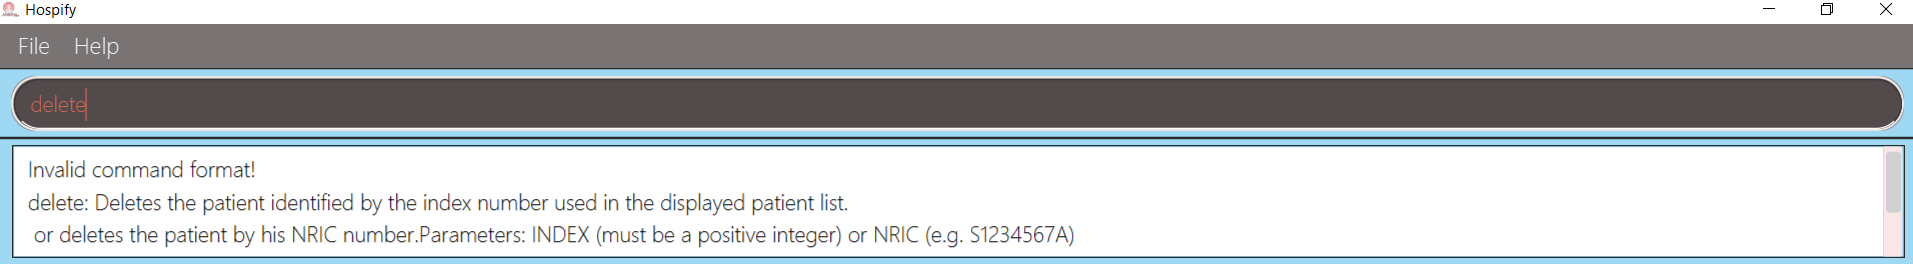 Hospify
File Help
delete
Invalid command format!
delete: Deletes the patient identified by the index number used in the displayed patient list.
or deletes the patient by his NRIC number.Parameters: INDEX (must be a positive integer) or NRIC (e.g. S1234567A)